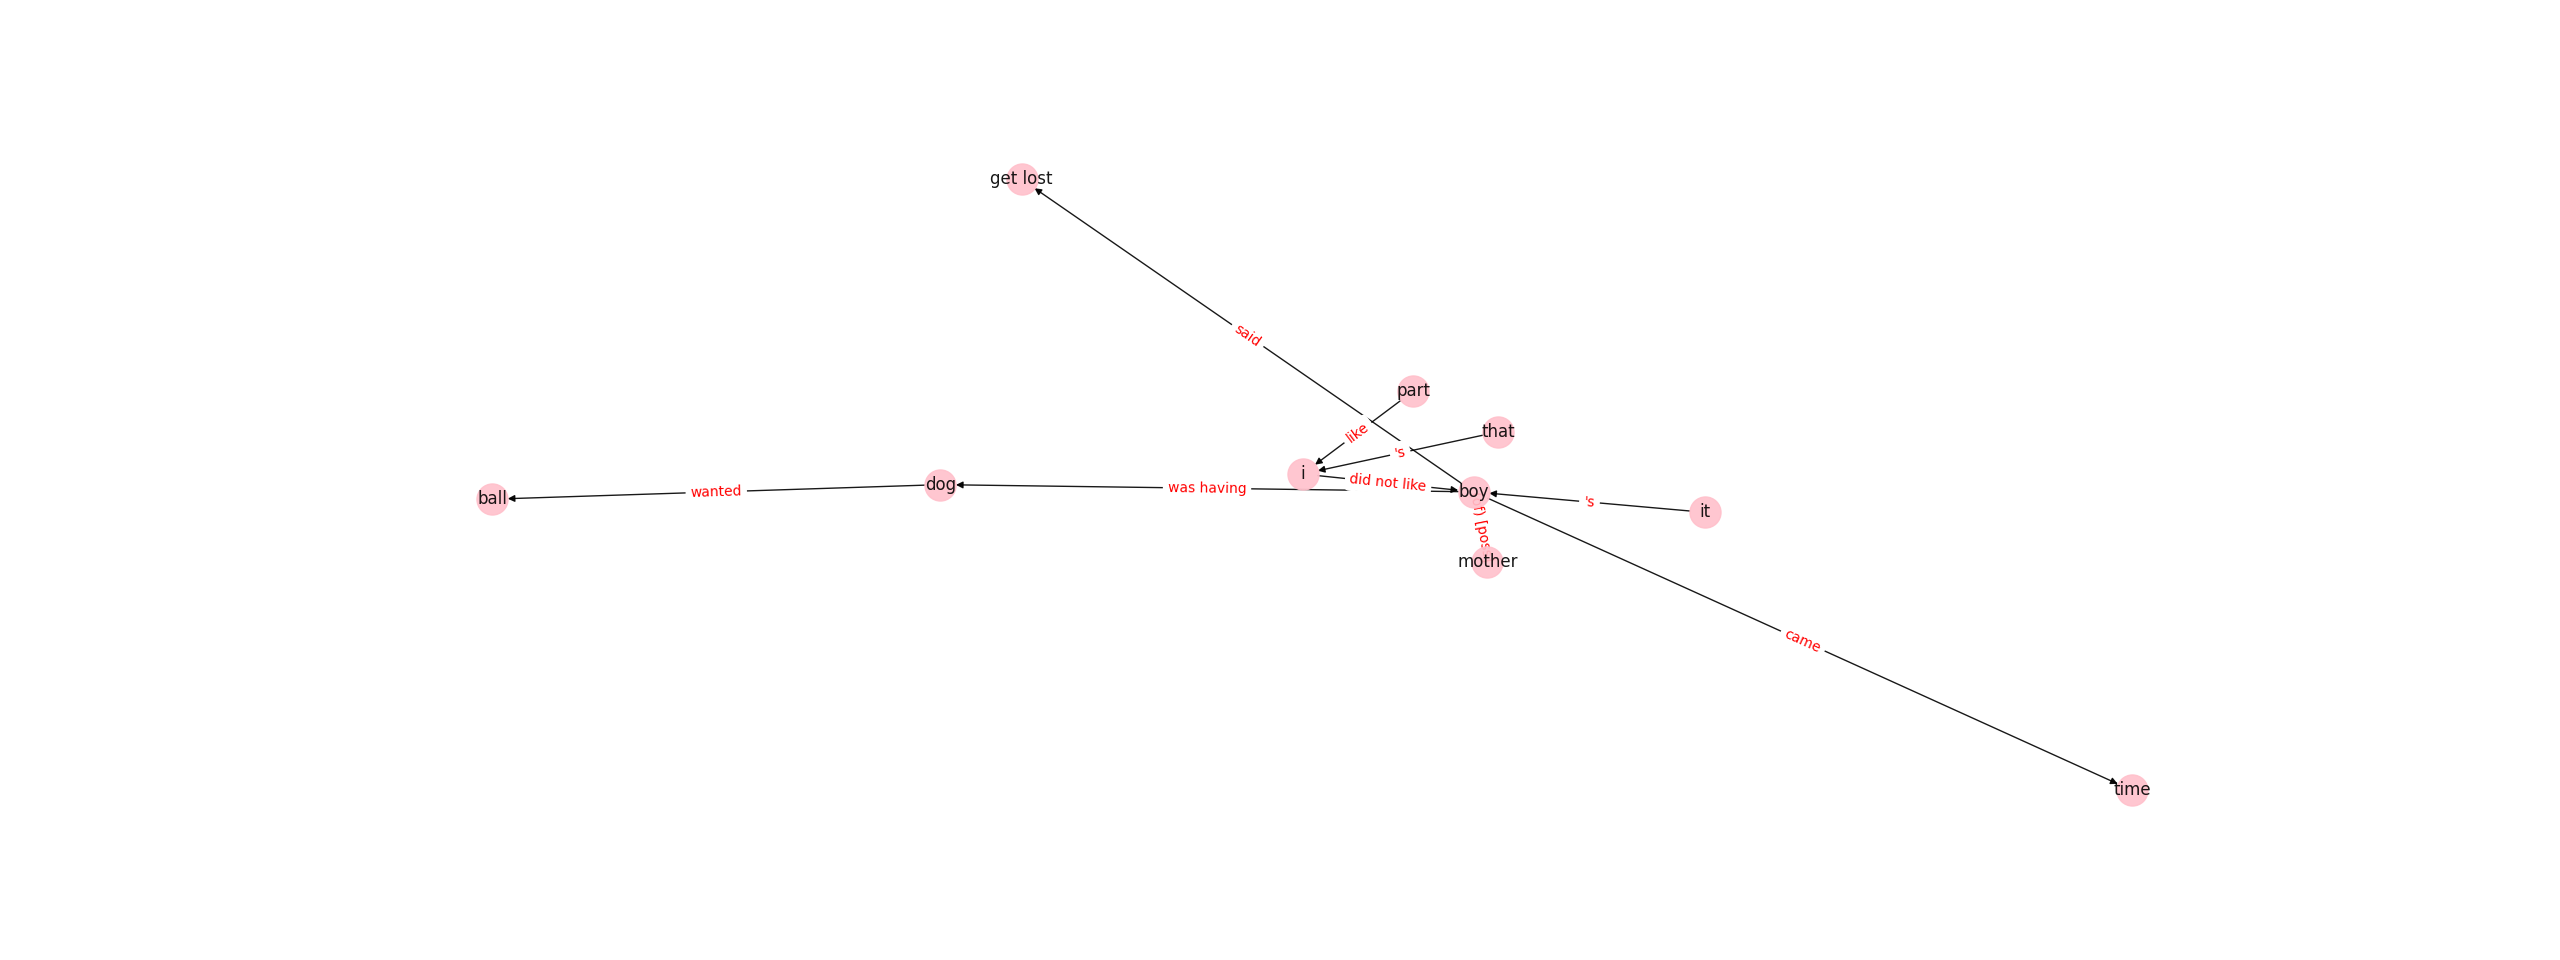 get lost
said
part
like
that
's
i
did not like
boy
's
it
ball
wanted
dog
was having
mother
came
time